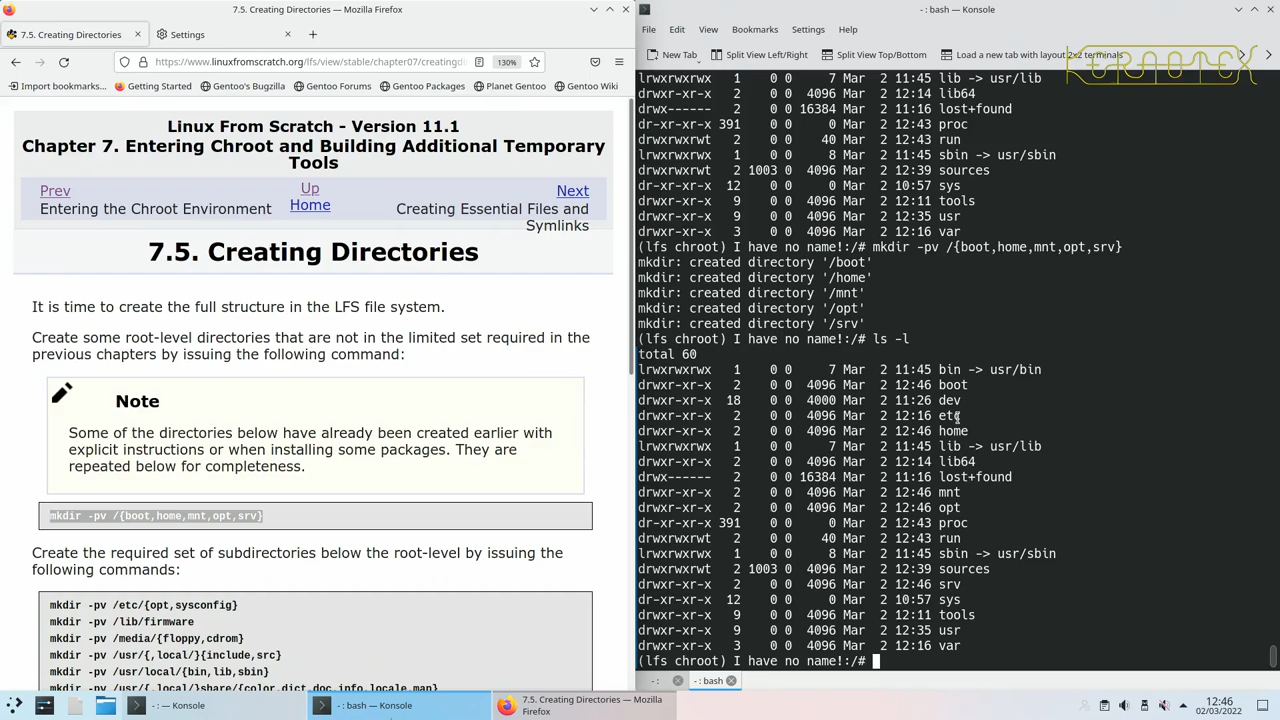 7.5. Creating Directories — Mozilla Firefox
7.5. Creating Directories
Settings
https://www.linuxfromscratch.org/lfs/view/stable/chapter07/creatingd
130%
Import bookmarks...
Getting Started
Gentoo's Bugzilla
Gentoo Forums
Gentoo Packages
Planet Gentoo
Gentoo Wiki
Linux From Scratch - Version 11.1
Chapter 7. Entering Chroot and Building Additional Temporary
Tools
Prev
Entering the Chroot Environment
Up
Home
Next
Creating Essential Files and
Symlinks
7.5. Creating Directories
It is time to create the full structure in the LFS file system.
Create some root-level directories that are not in the limited set required in the
previous chapters by issuing the following command:
Note
Some of the directories below have already been created earlier with
explicit instructions or when installing some packages. They are
repeated below for completeness.
mkdir -pv /{boot,home,mnt,opt,srv}
Create the required set of subdirectories below the root-level by issuing the
following commands:
mkdir -pv /etc/{opt,sysconfig}
mkdir -pv /lib/firmware
mkdir -pv /media/{floppy,cdrom}
mkdir -pv /usr/{,local/}{include,src}
mkdir -pv /usr/local/{bin,lib,sbin}
mkdir -pv /usr/{,local/}share/{color,dict,doc,info,locale,man}
- : bash — Konsole
File Edit View Bookmarks Settings Help
New Tab
Split View Left/Right
Split View Top/Bottom
Load a new tab with layout 2x2 terminals
KERNOTEX
lrwxrwxrwx 1 0 0 7 Mar 2 11:45 lib -> usr/lib
drwxr-xr-x 2 0 0 4096 Mar 2 12:14 lib64
drwx------ 2 0 0 16384 Mar 2 11:16 lost+found
dr-xr-xr-x 391 0 0 0 Mar 2 12:43 proc
drwxrwxrwt 2 0 0 40 Mar 2 12:43 run
lrwxrwxrwx 1 0 0 8 Mar 2 11:45 sbin -> usr/sbin
drwxrwxrwt 2 1003 0 4096 Mar 2 12:39 sources
dr-xr-xr-x 12 0 0 0 Mar 2 10:57 sys
drwxr-xr-x 9 0 0 4096 Mar 2 12:11 tools
drwxr-xr-x 9 0 0 4096 Mar 2 12:35 usr
drwxr-xr-x 3 0 0 4096 Mar 2 12:16 var
(lfs chroot) I have no name!:/# mkdir -pv /{boot,home,mnt,opt,srv}
mkdir: created directory '/boot'
mkdir: created directory '/home'
mkdir: created directory '/mnt'
mkdir: created directory '/opt'
mkdir: created directory '/srv'
(lfs chroot) I have no name!:/# ls -l
total 60
lrwxrwxrwx 1 0 0 7 Mar 2 11:45 bin -> usr/bin
drwxr-xr-x 2 0 0 4096 Mar 2 12:46 boot
drwxr-xr-x 18 0 0 4000 Mar 2 11:26 dev
drwxr-xr-x 2 0 0 4096 Mar 2 12:16 etc
drwxr-xr-x 2 0 0 4096 Mar 2 12:46 home
lrwxrwxrwx 1 0 0 7 Mar 2 11:45 lib -> usr/lib
drwxr-xr-x 2 0 0 4096 Mar 2 12:14 lib64
drwx------ 2 0 0 16384 Mar 2 11:16 lost+found
drwxr-xr-x 2 0 0 4096 Mar 2 12:46 mnt
drwxr-xr-x 2 0 0 4096 Mar 2 12:46 opt
dr-xr-xr-x 391 0 0 0 Mar 2 12:43 proc
drwxrwxrwt 2 0 0 40 Mar 2 12:43 run
lrwxrwxrwx 1 0 0 8 Mar 2 11:45 sbin -> usr/sbin
drwxrwxrwt 2 1003 0 4096 Mar 2 12:39 sources
drwxr-xr-x 2 0 0 4096 Mar 2 12:46 srv
dr-xr-xr-x 12 0 0 0 Mar 2 10:57 sys
drwxr-xr-x 9 0 0 4096 Mar 2 12:11 tools
drwxr-xr-x 9 0 0 4096 Mar 2 12:35 usr
drwxr-xr-x 3 0 0 4096 Mar 2 12:16 var
(lfs chroot) I have no name!:/#
- :
- : bash
- : — Konsole
- : bash — Konsole
7.5. Creating Directories — Mozilla
Firefox
12:46
02/03/2022